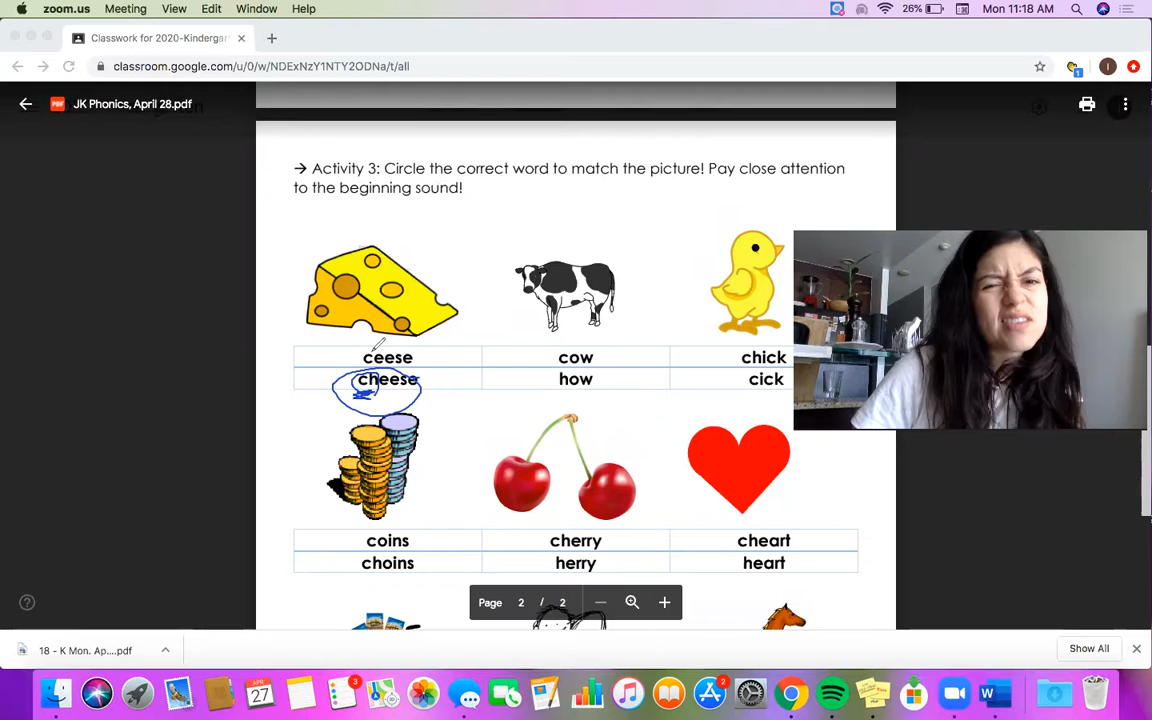 zoom.us Meeting View Edit Window Help 26% Mon 11:18 AM
Classwork for 2020-Kindergar
classroom.google.com/u/0/w/NDExNzY1NTY2ODNa/t/all
JK Phonics, April 28.pdf
→ Activity 3: Circle the correct word to match the picture! Pay close attention
to the beginning sound!
ceese cow chick
cheese how cick
coins cherry cheart
choins herry heart
Page 2 / 2
18 - K Mon. Ap....pdf
Show All